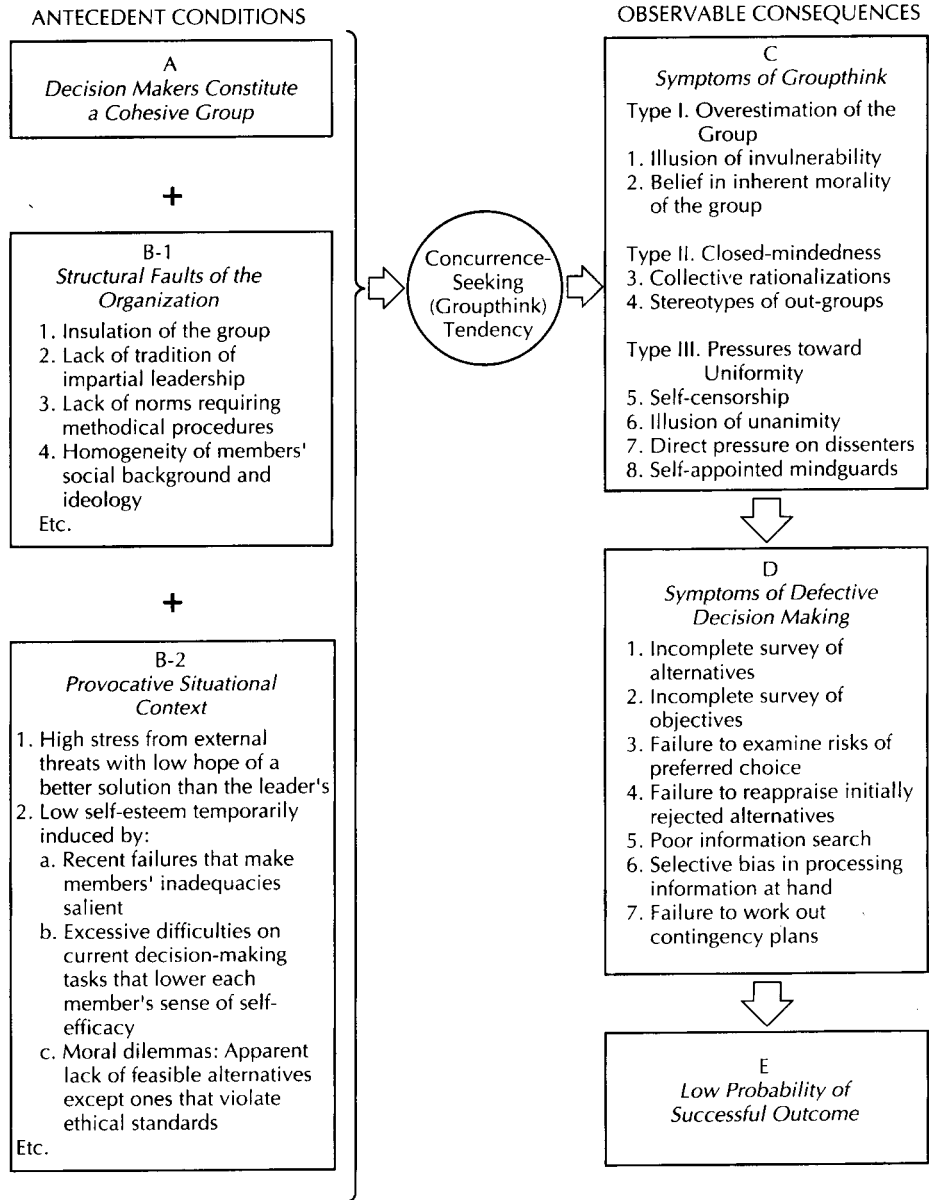 ANTECEDENT CONDITIONS
A
Decision Makers Constitute
a Cohesive Group
+
B-1
Structural Faults of the
Organization
1. Insulation of the group
2. Lack of tradition of
impartial leadership
3. Lack of norms requiring
methodical procedures
4. Homogeneity of members'
social background and
ideology
Etc.
+
B-2
Provocative Situational
Context
1. High stress from external
threats with low hope of a
better solution than the leader's
2. Low self-esteem temporarily
induced by:
a. Recent failures that make
members' inadequacies
salient
b. Excessive difficulties on
current decision-making
tasks that lower each
member's sense of self-
efficacy
c. Moral dilemmas: Apparent
lack of feasible alternatives
except ones that violate
ethical standards
Etc.
Concurrence-
Seeking
(Groupthink)
Tendency
OBSERVABLE CONSEQUENCES
C
Symptoms of Groupthink
Type I. Overestimation of the
Group
1. Illusion of invulnerability
2. Belief in inherent morality
of the group
Type II. Closed-mindedness
3. Collective rationalizations
4. Stereotypes of out-groups
Type III. Pressures toward
Uniformity
5. Self-censorship
6. Illusion of unanimity
7. Direct pressure on dissenters
8. Self-appointed mindguards
D
Symptoms of Defective
Decision Making
1. Incomplete survey of
alternatives
2. Incomplete survey of
objectives
3. Failure to examine risks of
preferred choice
4. Failure to reappraise initially
rejected alternatives
5. Poor information search
6. Selective bias in processing
information at hand
7. Failure to work out
contingency plans
E
Low Probability of
Successful Outcome